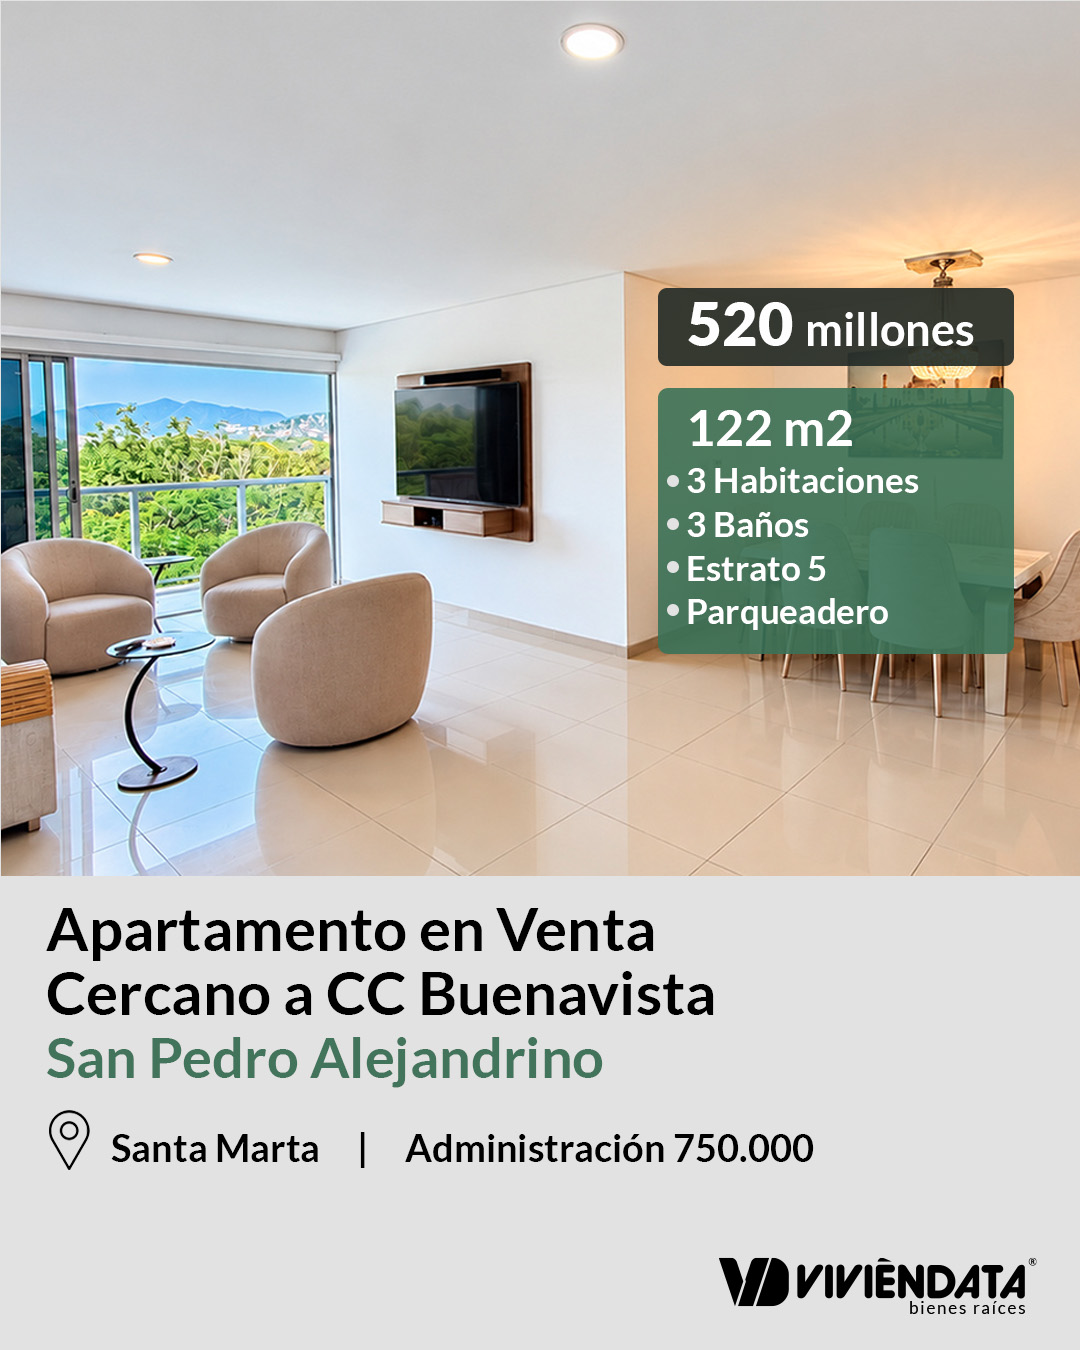 520 millones
122 m2
• 3 Habitaciones
• 3 Baños
• Estrato 5
• Parqueadero
Apartamento en Venta
Cercano a CC Buenavista
San Pedro Alejandrino
Santa Marta | Administración 750.000
VD VIVIÈNDATA®
bienes raíces